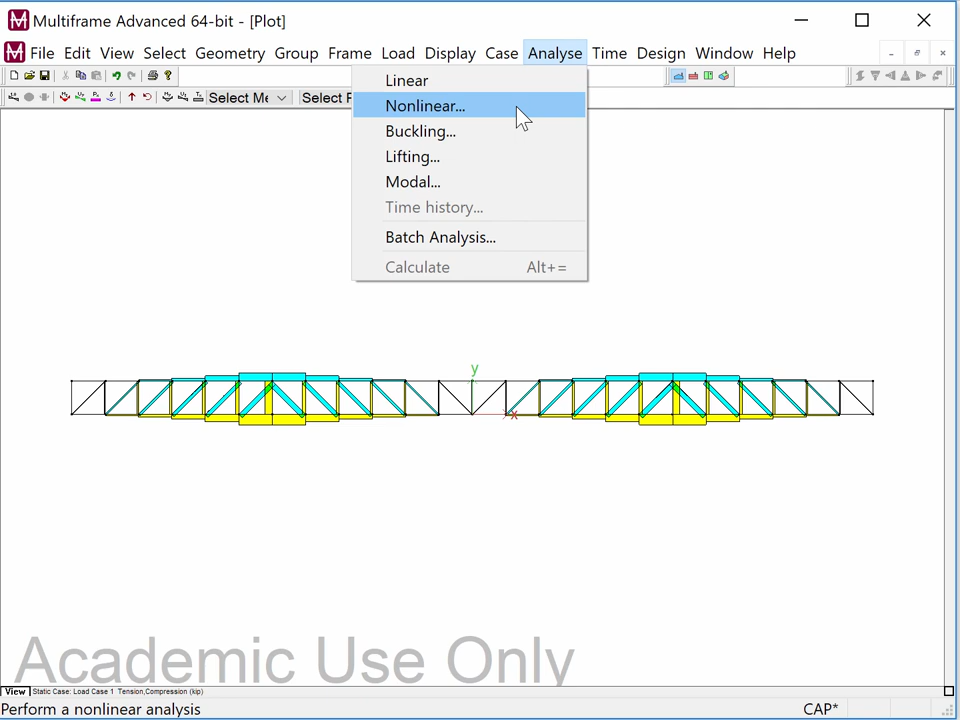 Multiframe Advanced 64-bit - [Plot]
File Edit View Select Geometry Group Frame Load Display Case Analyse Time Design Window Help
Select Me Select F
Linear
Nonlinear...
Buckling...
Lifting...
Modal...
Time history...
Batch Analysis...
Calculate Alt+=
y
x
Academic Use Only
View Static Case: Load Case 1 Tension,Compression (kip)
Perform a nonlinear analysis CAP*